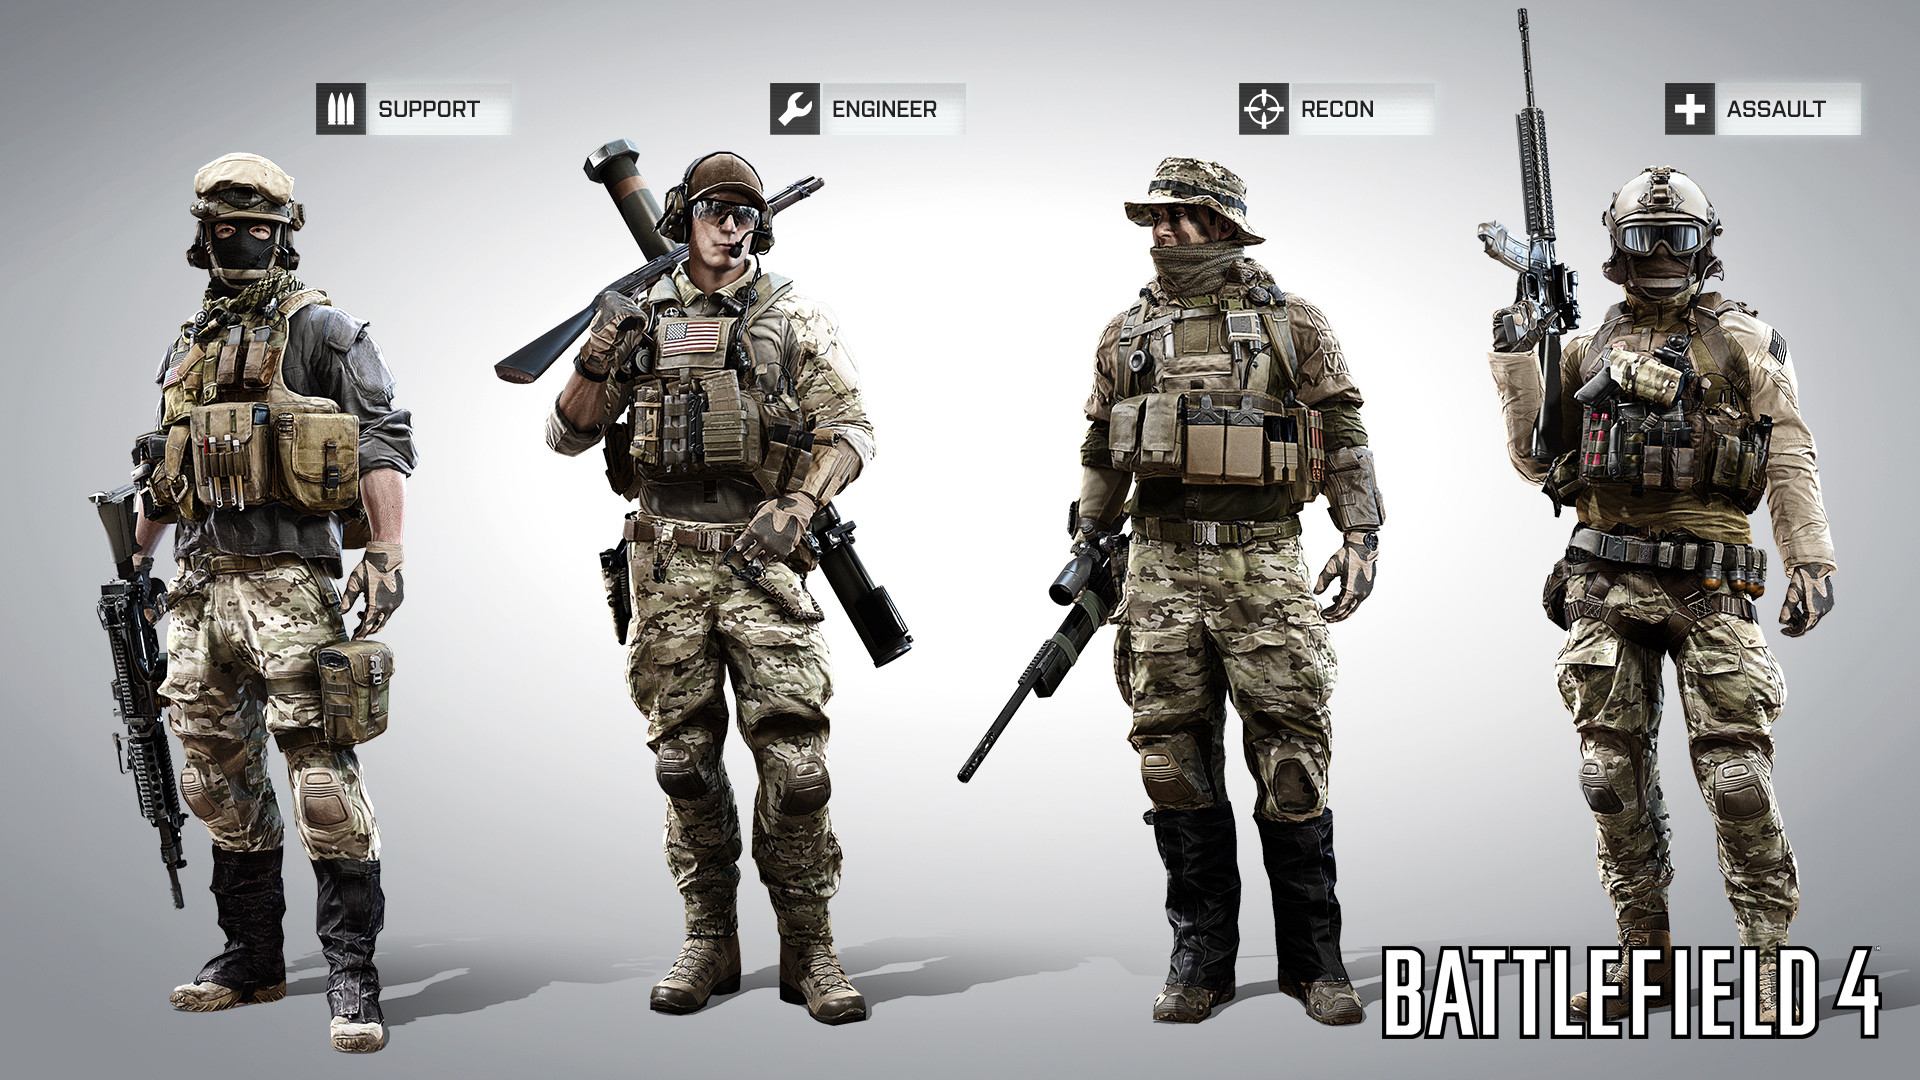 SUPPORT
ENGINEER
RECON
ASSAULT
BATTLEFIELD 4